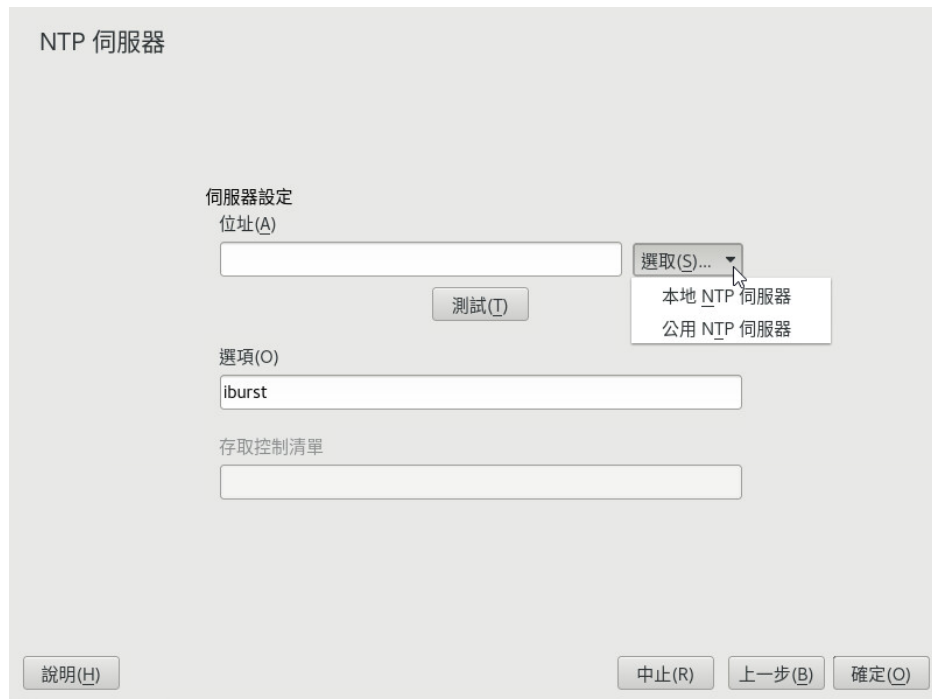 NTP 伺服器
伺服器設定
位址(A)
選取(S)...
本地 NTP 伺服器
公用 NTP 伺服器
測試(T)
選項(O)
iburst
存取控制清單
說明(H)
中止(R)
上一步(B)
確定(O)